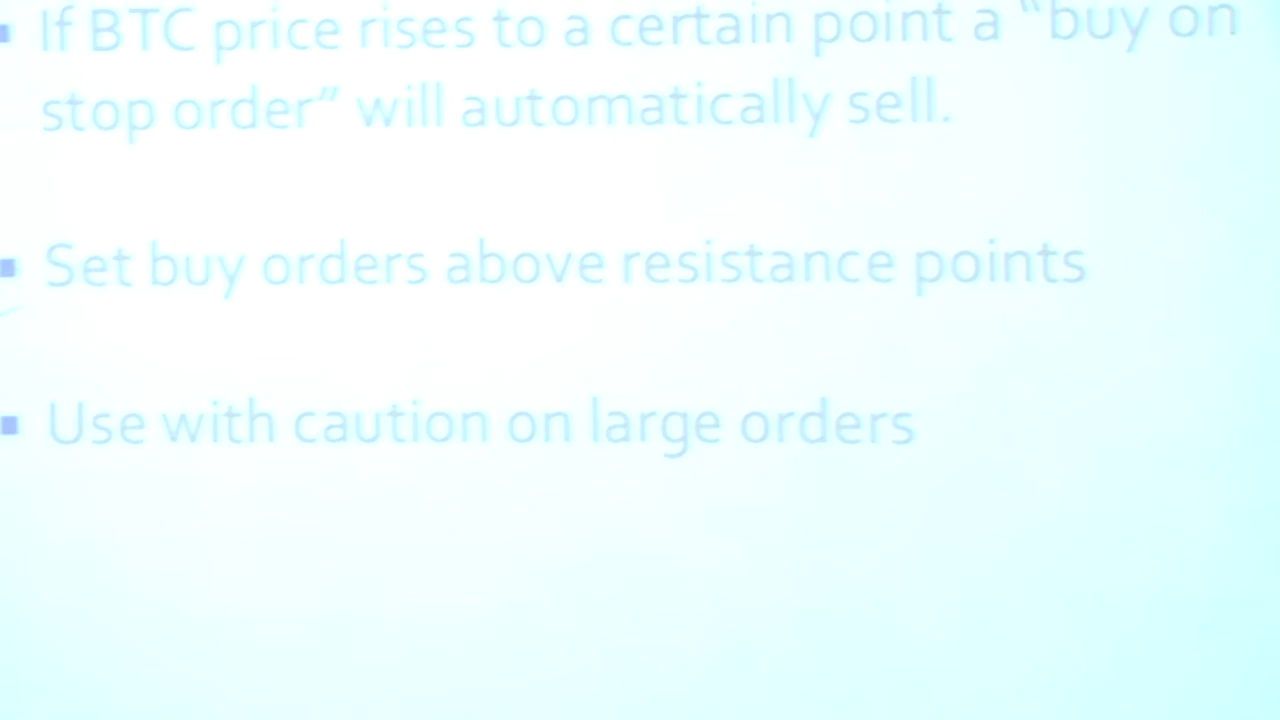 ▪ If BTC price rises to a certain point a “buy on
stop order” will automatically sell.
▪ Set buy orders above resistance points
▪ Use with caution on large orders